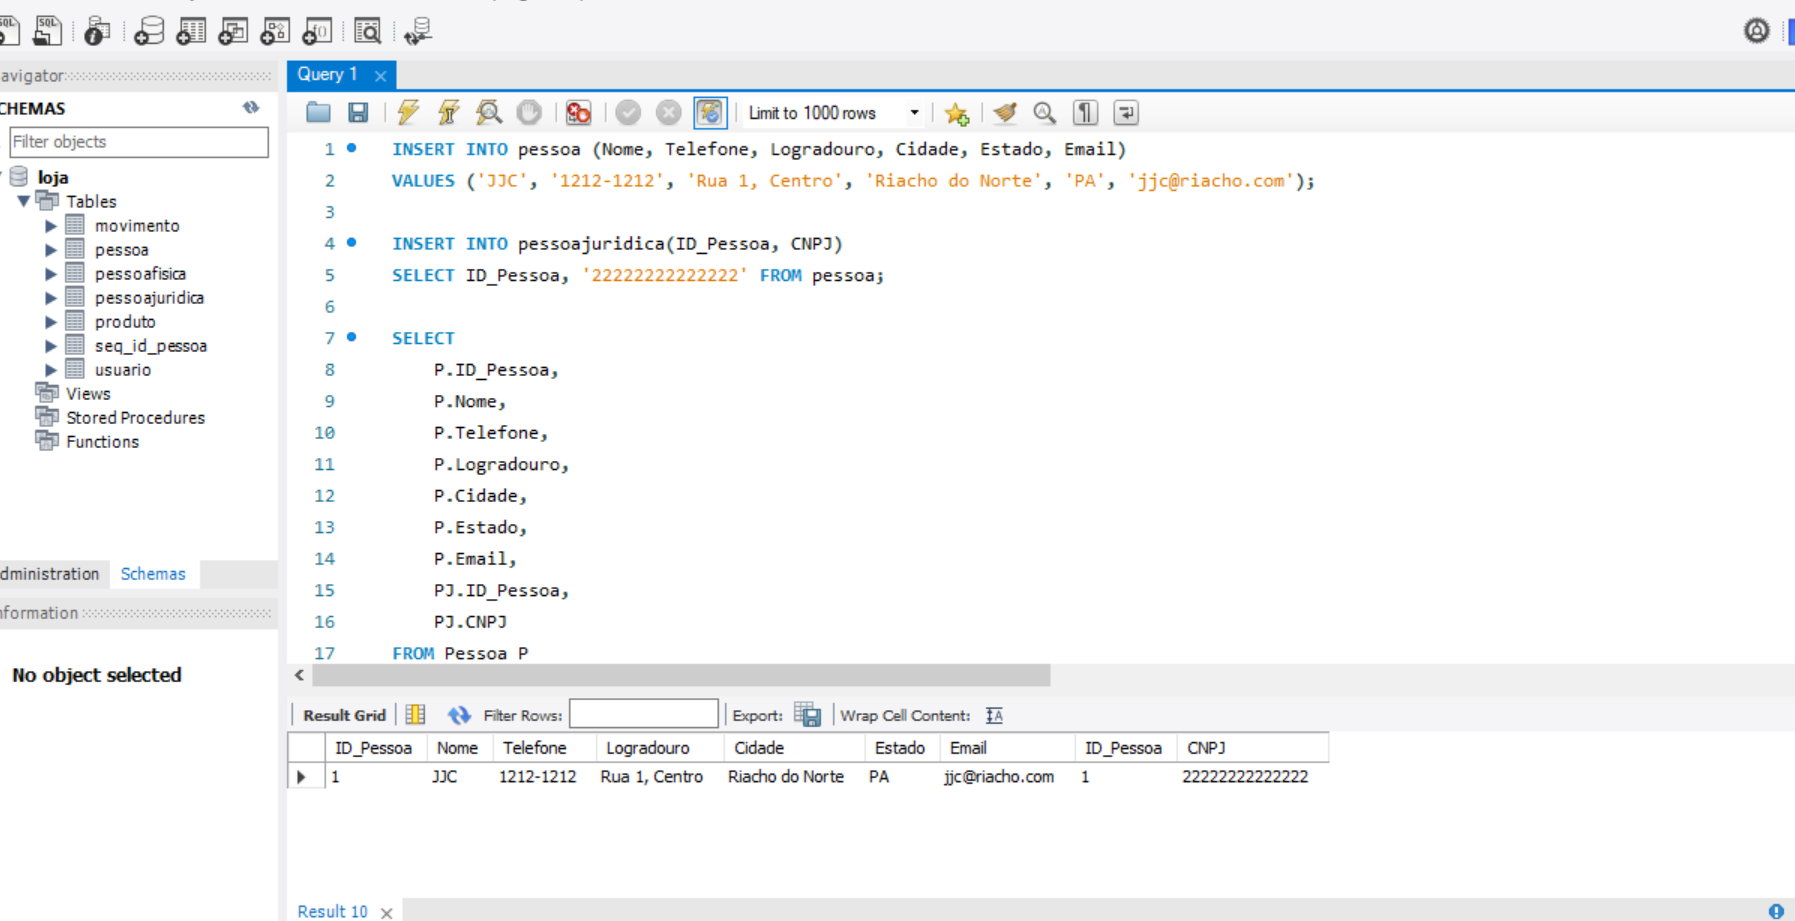 SQL
SQL
avigator
CHEMAS
Filter objects
loja
Tables
movimento
pessoa
pessoafisica
pessoajuridica
produto
seq_id_pessoa
usuario
Views
Stored Procedures
Functions
dministration Schemas
nformation
No object selected
Query 1
Limit to 1000 rows
1 INSERT INTO pessoa (Nome, Telefone, Logradouro, Cidade, Estado, Email)
2 VALUES ('JJC', '1212-1212', 'Rua 1, Centro', 'Riacho do Norte', 'PA', 'jjc@riacho.com');
3
4 INSERT INTO pessoajuridica(ID_Pessoa, CNPJ)
5 SELECT ID_Pessoa, '22222222222222' FROM pessoa;
6
7 SELECT
8 P.ID_Pessoa,
9 P.Nome,
10 P.Telefone,
11 P.Logradouro,
12 P.Cidade,
13 P.Estado,
14 P.Email,
15 PJ.ID_Pessoa,
16 PJ.CNPJ
17 FROM Pessoa P
Result Grid Filter Rows: Export: Wrap Cell Content:
ID_Pessoa Nome Telefone Logradouro Cidade Estado Email ID_Pessoa CNPJ
1 JJC 1212-1212 Rua 1, Centro Riacho do Norte PA jjc@riacho.com 1 22222222222222
Result 10